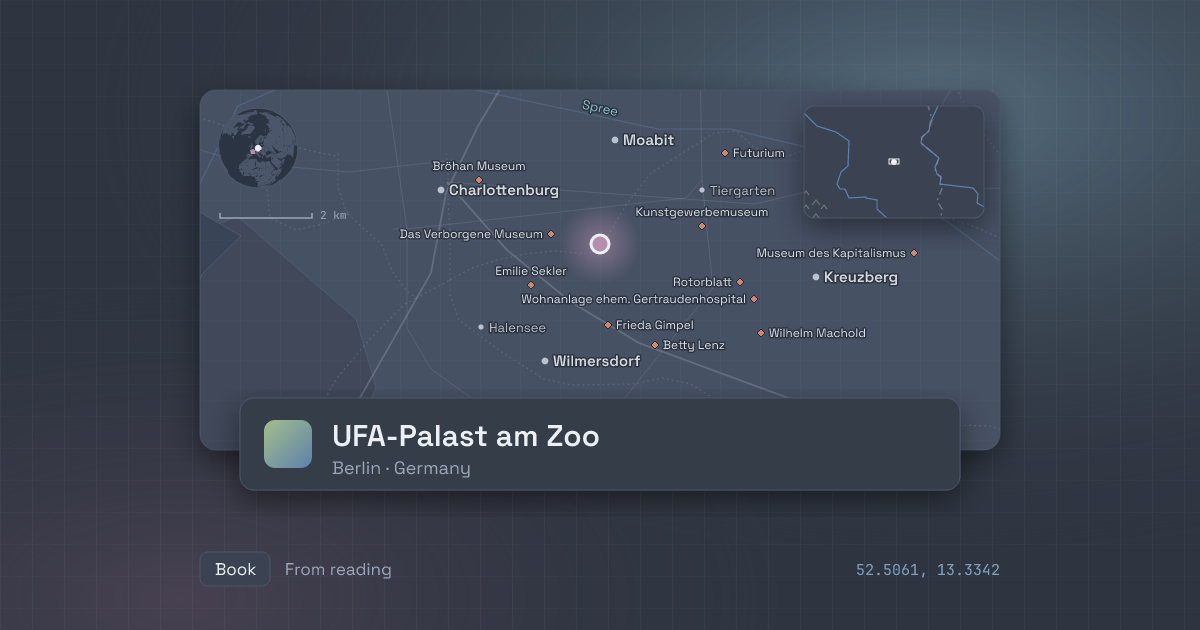 Spree
Moabit
Futurium
Bröhan Museum
Charlottenburg
Tiergarten
Kunstgewerbemuseum
2 km
Das Verborgene Museum
Museum des Kapitalismus
Emilie Sekler
Kreuzberg
Rotorblatt
Wohnanlage ehem. Gertraudenhospital
Halensee
Frieda Gimpel
Wilhelm Machold
Betty Lenz
Wilmersdorf
UFA-Palast am Zoo
Berlin · Germany
Book
From reading
52.5061, 13.3342